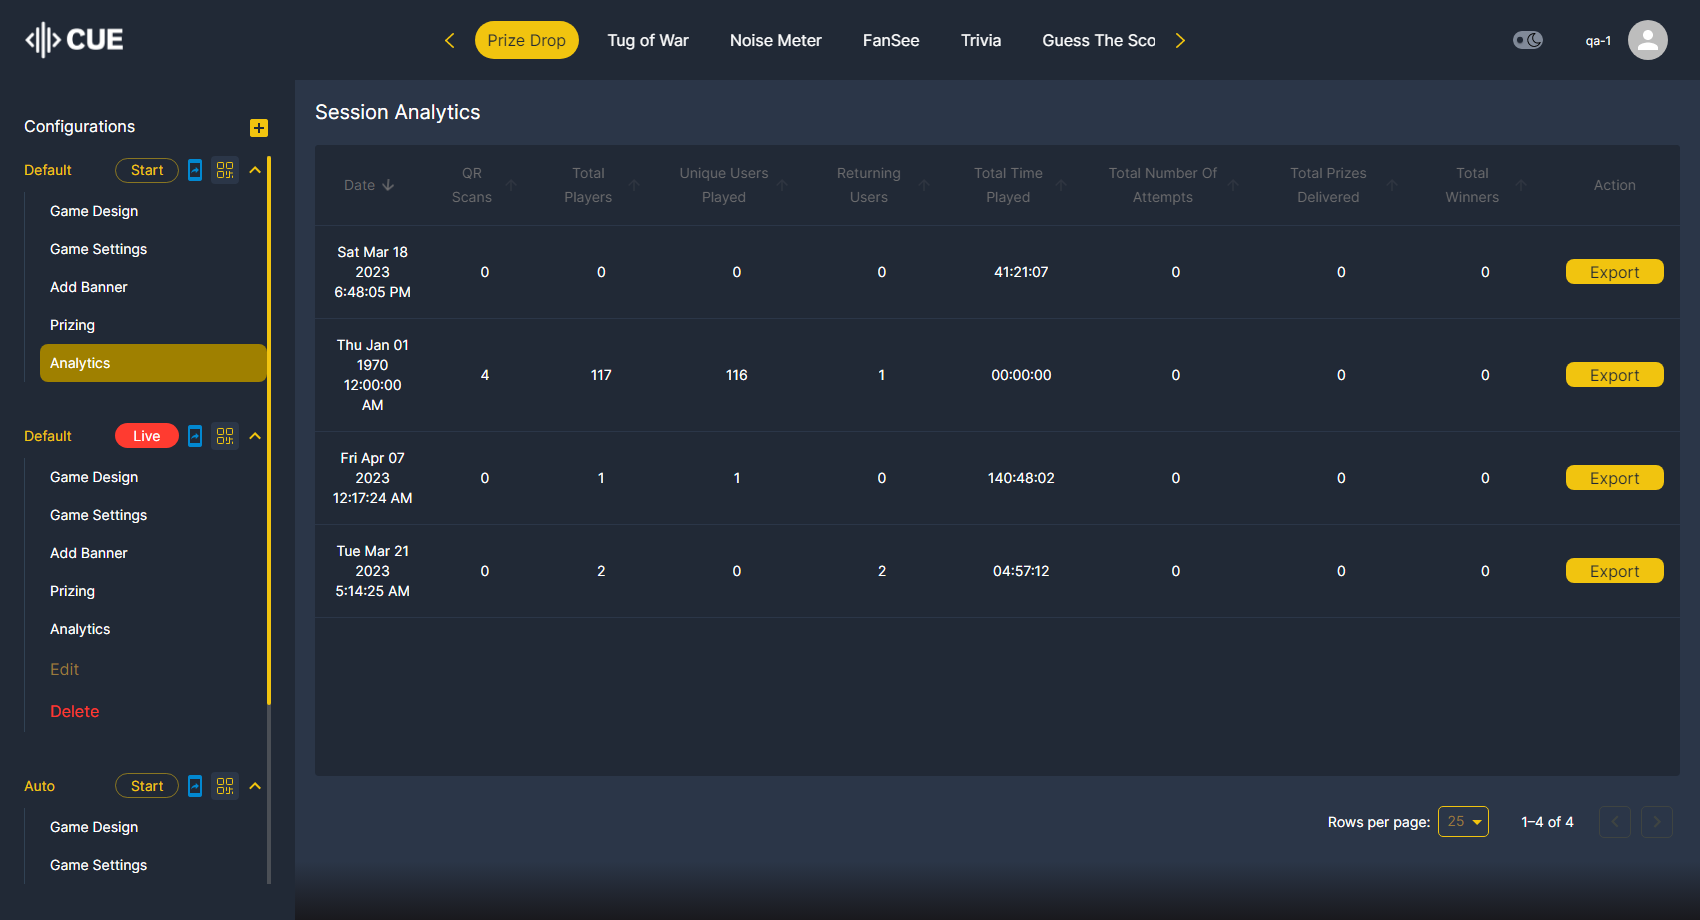 CUE
Prize Drop
Tug of War
Noise Meter
FanSee
Trivia
Guess The Sco
qa-1
Configurations
Default
Start
Game Design
Game Settings
Add Banner
Prizing
Analytics
Default
Live
Game Design
Game Settings
Add Banner
Prizing
Analytics
Edit
Delete
Auto
Start
Game Design
Game Settings
Session Analytics
Date
QR
Scans
Total
Players
Unique Users
Played
Returning
Users
Total Time
Played
Total Number Of
Attempts
Total Prizes
Delivered
Total
Winners
Action
Sat Mar 18
2023
6:48:05 PM
0
0
0
0
41:21:07
0
0
0
Export
Thu Jan 01
1970
12:00:00
AM
4
117
116
1
00:00:00
0
0
0
Export
Fri Apr 07
2023
12:17:24 AM
0
1
1
0
140:48:02
0
0
0
Export
Tue Mar 21
2023
5:14:25 AM
0
2
0
2
04:57:12
0
0
0
Export
Rows per page:
25
1–4 of 4